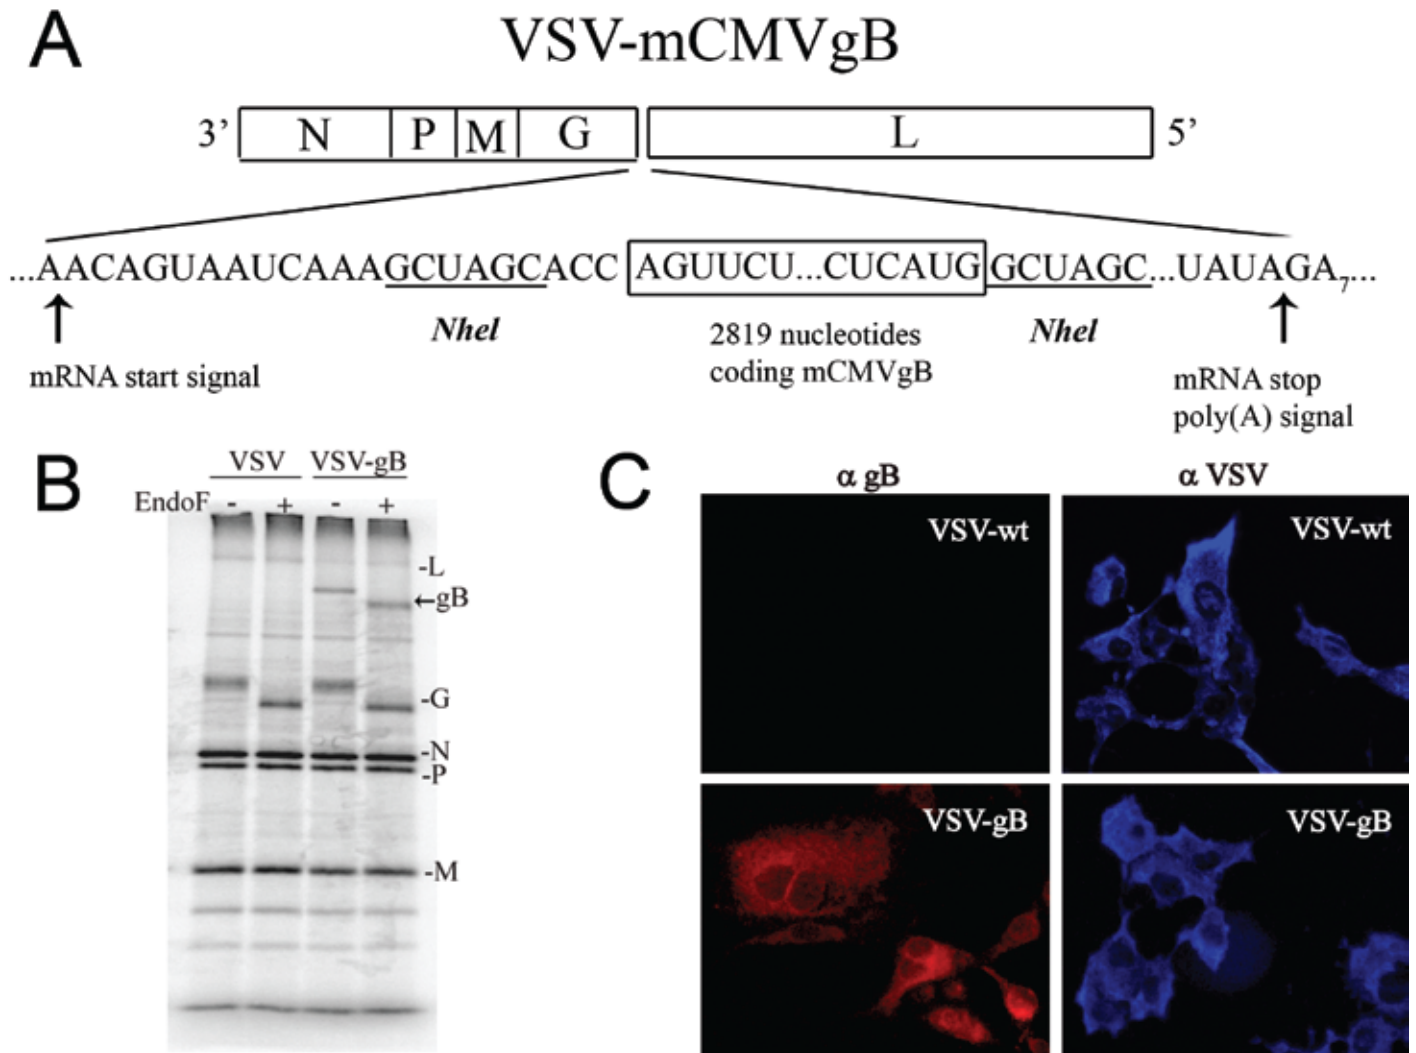 A
VSV-mCMVgB
3’ N P M G L 5’
...AACAGUAAUCAAAGCUAGCACC AGUUCU...CUCAUG GCUAGC...UAUAGA7...
NheI 2819 nucleotides NheI
mRNA start signal coding mCMVgB mRNA stop
poly(A) signal
B
VSV VSV-gB
EndoF - + - +
-L
←gB
-G
-N
-P
-M
C
α gB α VSV
VSV-wt VSV-wt
VSV-gB VSV-gB